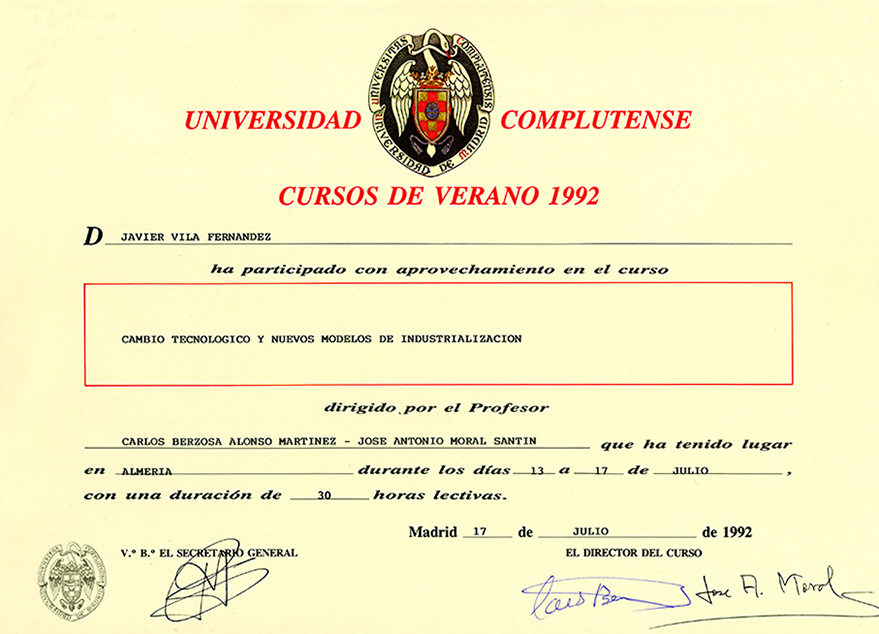 UNIVERSITAS COMPLUTENSIS
UNIVERSIDAD DE MADRID
UNIVERSIDAD COMPLUTENSE
CURSOS DE VERANO 1992
D JAVIER VILA FERNANDEZ
ha participado con aprovechamiento en el curso
CAMBIO TECNOLOGICO Y NUEVOS MODELOS DE INDUSTRIALIZACION
dirigido por el Profesor
CARLOS BERZOSA ALONSO MARTINEZ - JOSE ANTONIO MORAL SANTIN que ha tenido lugar
en ALMERIA durante los días 13 a 17 de JULIO ,
con una duración de 30 horas lectivas.
Madrid 17 de JULIO de 1992
V.º B.º EL SECRETARIO GENERAL
EL DIRECTOR DEL CURSO
Jose A. Moral